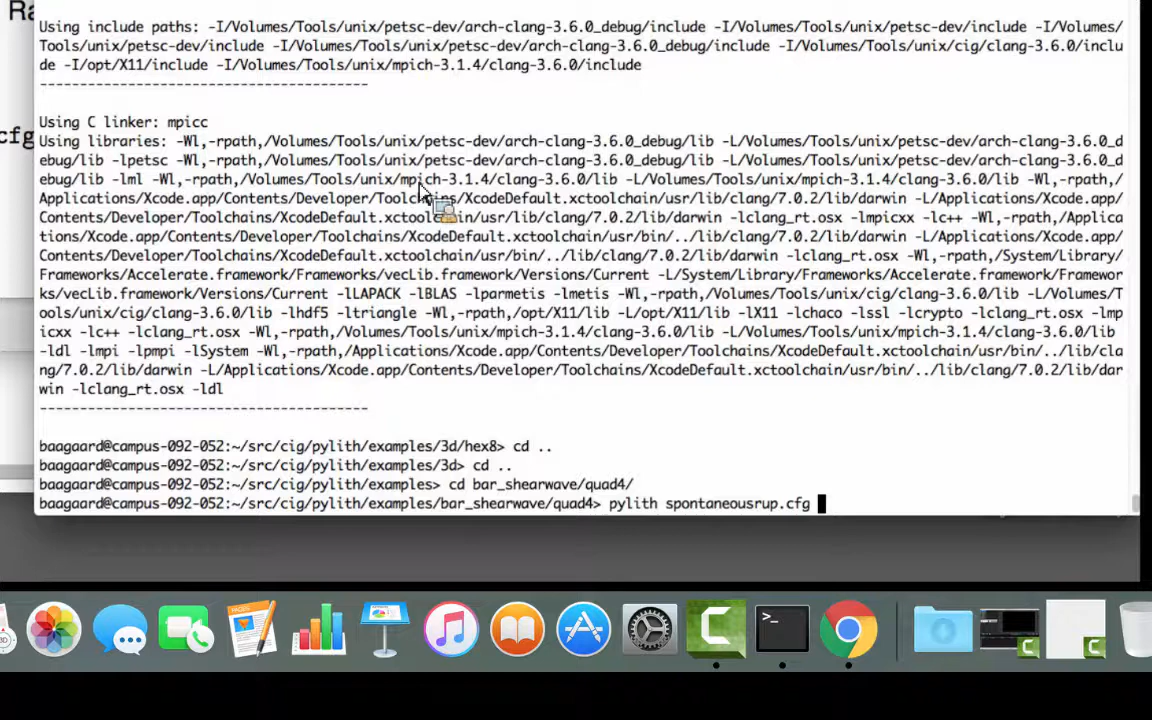 Ra
Using include paths: -I/Volumes/Tools/unix/petsc-dev/arch-clang-3.6.0_debug/include -I/Volumes/Tools/unix/petsc-dev/include -I/Volumes/
Tools/unix/petsc-dev/include -I/Volumes/Tools/unix/petsc-dev/arch-clang-3.6.0_debug/include -I/Volumes/Tools/unix/cig/clang-3.6.0/inclu
de -I/opt/X11/include -I/Volumes/Tools/unix/mpich-3.1.4/clang-3.6.0/include
-----------------------------------------
cfg
Using C linker: mpicc
Using libraries: -Wl,-rpath,/Volumes/Tools/unix/petsc-dev/arch-clang-3.6.0_debug/lib -L/Volumes/Tools/unix/petsc-dev/arch-clang-3.6.0_d
ebug/lib -lpetsc -Wl,-rpath,/Volumes/Tools/unix/petsc-dev/arch-clang-3.6.0_debug/lib -L/Volumes/Tools/unix/petsc-dev/arch-clang-3.6.0_d
ebug/lib -lml -Wl,-rpath,/Volumes/Tools/unix/mpich-3.1.4/clang-3.6.0/lib -L/Volumes/Tools/unix/mpich-3.1.4/clang-3.6.0/lib -Wl,-rpath,/
Applications/Xcode.app/Contents/Developer/Toolchains/XcodeDefault.xctoolchain/usr/lib/clang/7.0.2/lib/darwin -L/Applications/Xcode.app/
Contents/Developer/Toolchains/XcodeDefault.xctoolchain/usr/lib/clang/7.0.2/lib/darwin -lclang_rt.osx -lmpicxx -lc++ -Wl,-rpath,/Applica
tions/Xcode.app/Contents/Developer/Toolchains/XcodeDefault.xctoolchain/usr/bin/../lib/clang/7.0.2/lib/darwin -L/Applications/Xcode.app/
Contents/Developer/Toolchains/XcodeDefault.xctoolchain/usr/bin/../lib/clang/7.0.2/lib/darwin -lclang_rt.osx -Wl,-rpath,/System/Library/
Frameworks/Accelerate.framework/Frameworks/vecLib.framework/Versions/Current -L/System/Library/Frameworks/Accelerate.framework/Framewor
ks/vecLib.framework/Versions/Current -lLAPACK -lBLAS -lparmetis -lmetis -Wl,-rpath,/Volumes/Tools/unix/cig/clang-3.6.0/lib -L/Volumes/T
ools/unix/cig/clang-3.6.0/lib -lhdf5 -ltriangle -Wl,-rpath,/opt/X11/lib -L/opt/X11/lib -lX11 -lchaco -lssl -lcrypto -lclang_rt.osx -lmp
icxx -lc++ -lclang_rt.osx -Wl,-rpath,/Volumes/Tools/unix/mpich-3.1.4/clang-3.6.0/lib -L/Volumes/Tools/unix/mpich-3.1.4/clang-3.6.0/lib
-ldl -lmpi -lpmpi -lSystem -Wl,-rpath,/Applications/Xcode.app/Contents/Developer/Toolchains/XcodeDefault.xctoolchain/usr/bin/../lib/cla
ng/7.0.2/lib/darwin -L/Applications/Xcode.app/Contents/Developer/Toolchains/XcodeDefault.xctoolchain/usr/bin/../lib/clang/7.0.2/lib/dar
win -lclang_rt.osx -ldl
-----------------------------------------
baagaard@campus-092-052:~/src/cig/pylith/examples/3d/hex8> cd ..
baagaard@campus-092-052:~/src/cig/pylith/examples/3d> cd ..
baagaard@campus-092-052:~/src/cig/pylith/examples> cd bar_shearwave/quad4/
baagaard@campus-092-052:~/src/cig/pylith/examples/bar_shearwave/quad4> pylith spontaneousrup.cfg
PAGES